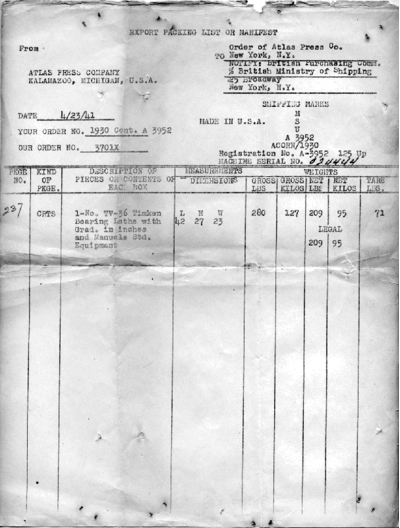 EXPORT PACKING LIST OR MANIFEST
From
Order of Atlas Press Co.
TO New York, N.Y.
NOTIFY: British Purchasing Comm.
% British Ministry of Shipping
25 Broadway
New York, N.Y.
ATLAS PRESS COMPANY
KALAMAZOO, MICHIGAN, U.S.A.
SHIPPING MARKS
DATE 4/23/41
MADE IN U.S.A.
M
S
U
YOUR ORDER NO. 1930 Cont. A 3952
A 3952
ACORN/1930
OUR ORDER NO. 3701X
Registration No. A-3952 125 Up
MACHINE SERIAL NO. 034444
PKGE NO. KIND OF PKGE. DESCRIPTION OF PIECES OR CONTENTS OF EACH BOX MEASUREMENTS DIMENSIONS WEIGHTS GROSS LBS GROSS KILOS NET LBS NET KILOS TARE LBS.
237 CRTS 1-No. TV-36 Timken L H W 280 127 209 95 71
Bearing Lathe with 42 27 23
Grad. in inches LEGAL
and Manuals Std.
Equipment 209 95